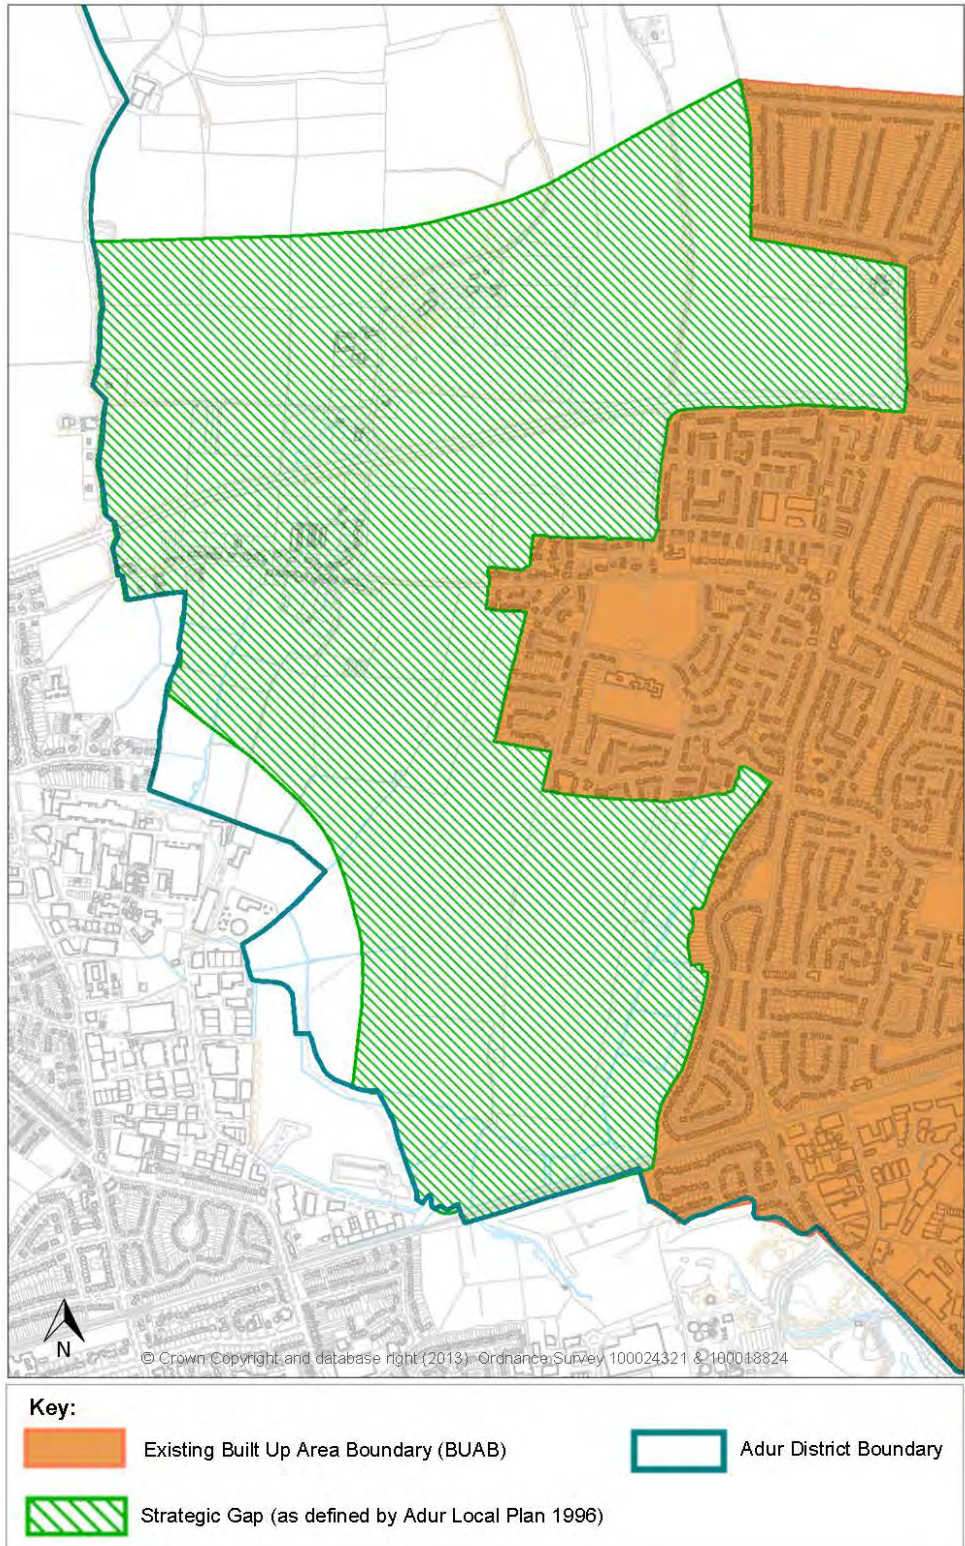 N
© Crown Copyright and database right (2013). Ordnance Survey 100024321 & 100018824
Key:
Existing Built Up Area Boundary (BUAB)
Adur District Boundary
Strategic Gap (as defined by Adur Local Plan 1996)